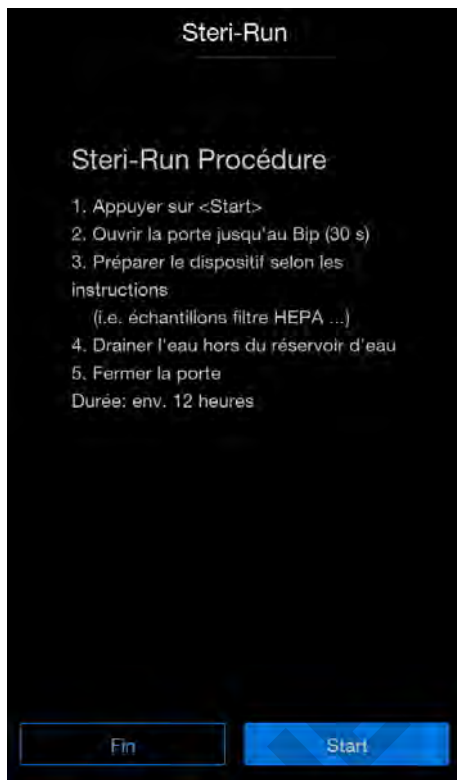 Steri-Run
Steri-Run Procédure
1. Appuyer sur <Start>
2. Ouvrir la porte jusqu'au Bip (30 s)
3. Préparer le dispositif selon les
instructions
(i.e. échantillons filtre HEPA ...)
4. Drainer l'eau hors du réservoir d'eau
5. Fermer la porte
Durée: env. 12 heures
Fin
Start